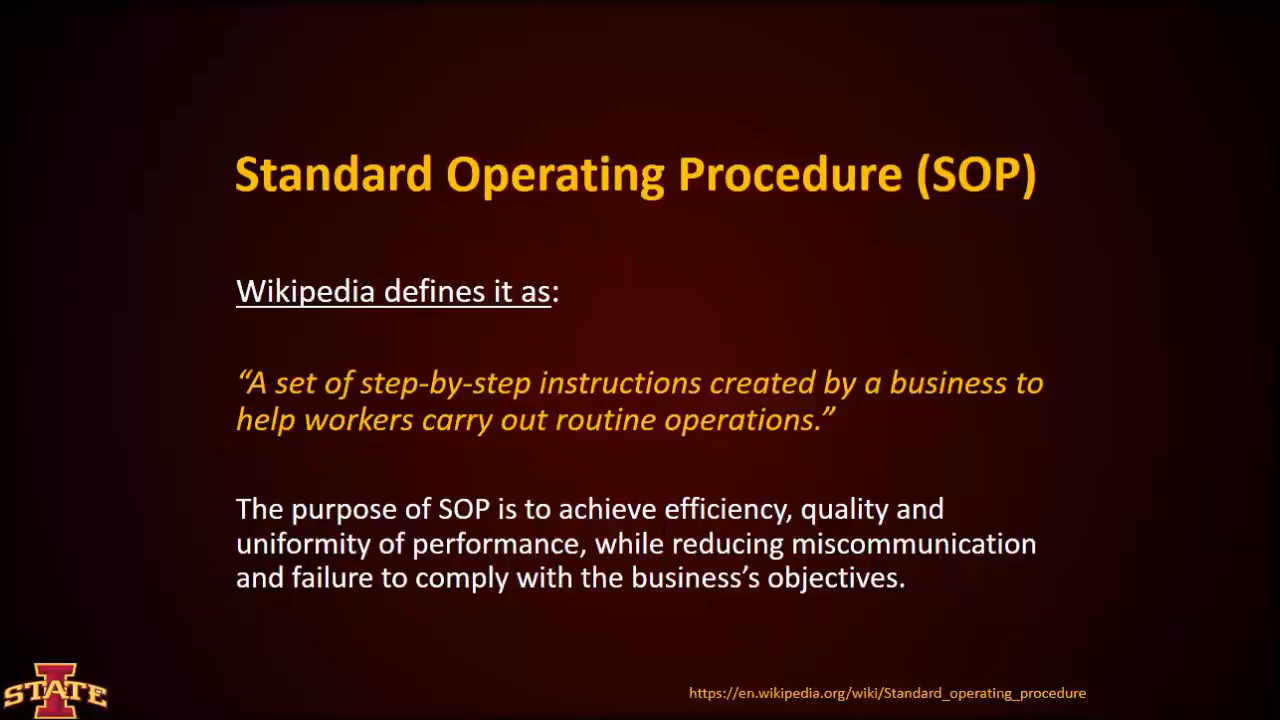 Standard Operating Procedure (SOP)
Wikipedia defines it as:
“A set of step-by-step instructions created by a business to
help workers carry out routine operations.”
The purpose of SOP is to achieve efficiency, quality and
uniformity of performance, while reducing miscommunication
and failure to comply with the business’s objectives.
STATE
https://en.wikipedia.org/wiki/Standard_operating_procedure